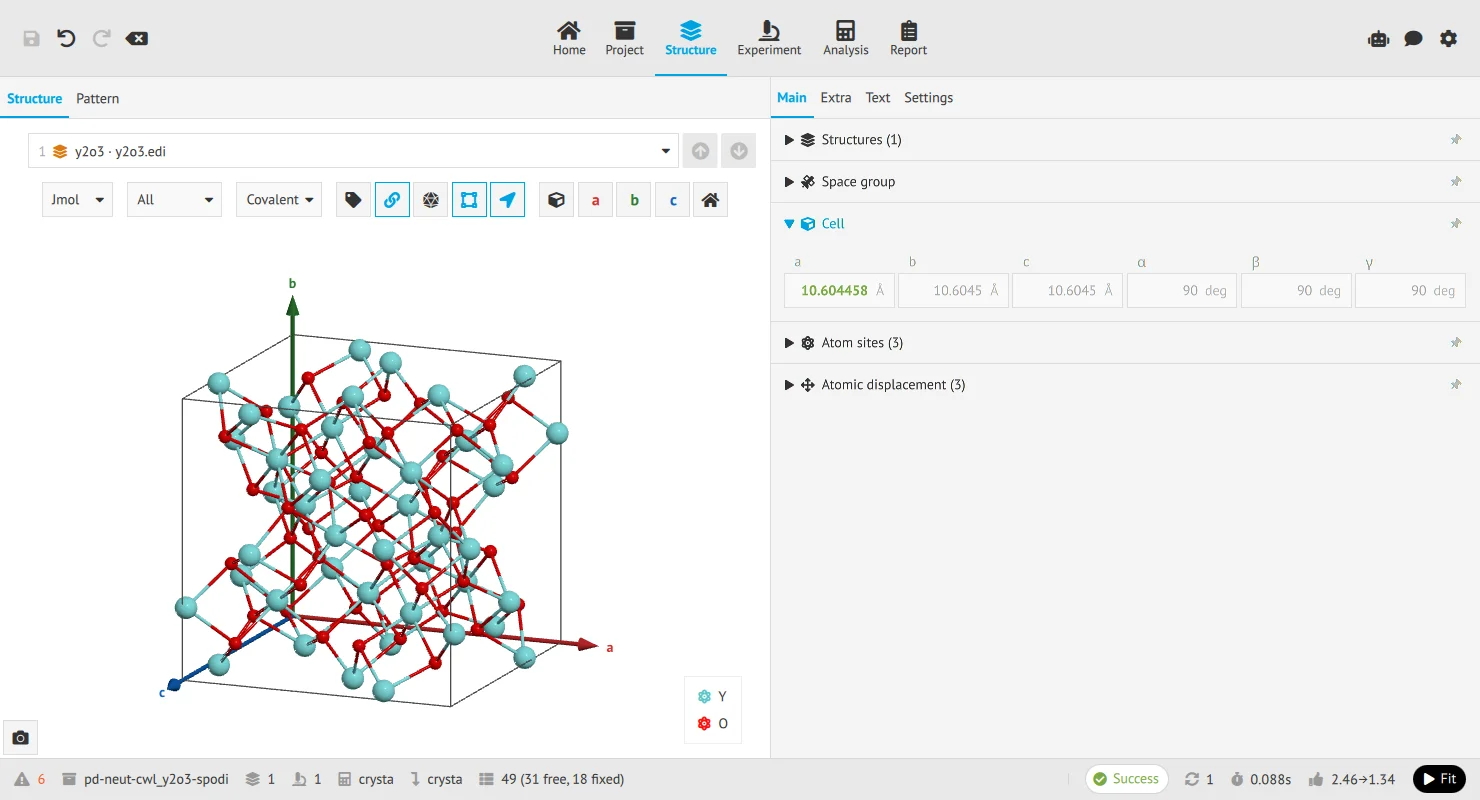 Home Project Structure Experiment Analysis Report
Structure Pattern
Main Extra Text Settings
1 y2o3 · y2o3.edi
Jmol All Covalent a b c
b
a
c
Y
O
Structures (1)
Space group
Cell
a b c α β γ
10.604458 Å 10.6045 Å 10.6045 Å 90 deg 90 deg 90 deg
Atom sites (3)
Atomic displacement (3)
6 pd-neut-cwl_y2o3-spodi 1 1 crysta crysta 49 (31 free, 18 fixed) Success 1 0.088s 2.46→1.34 Fit